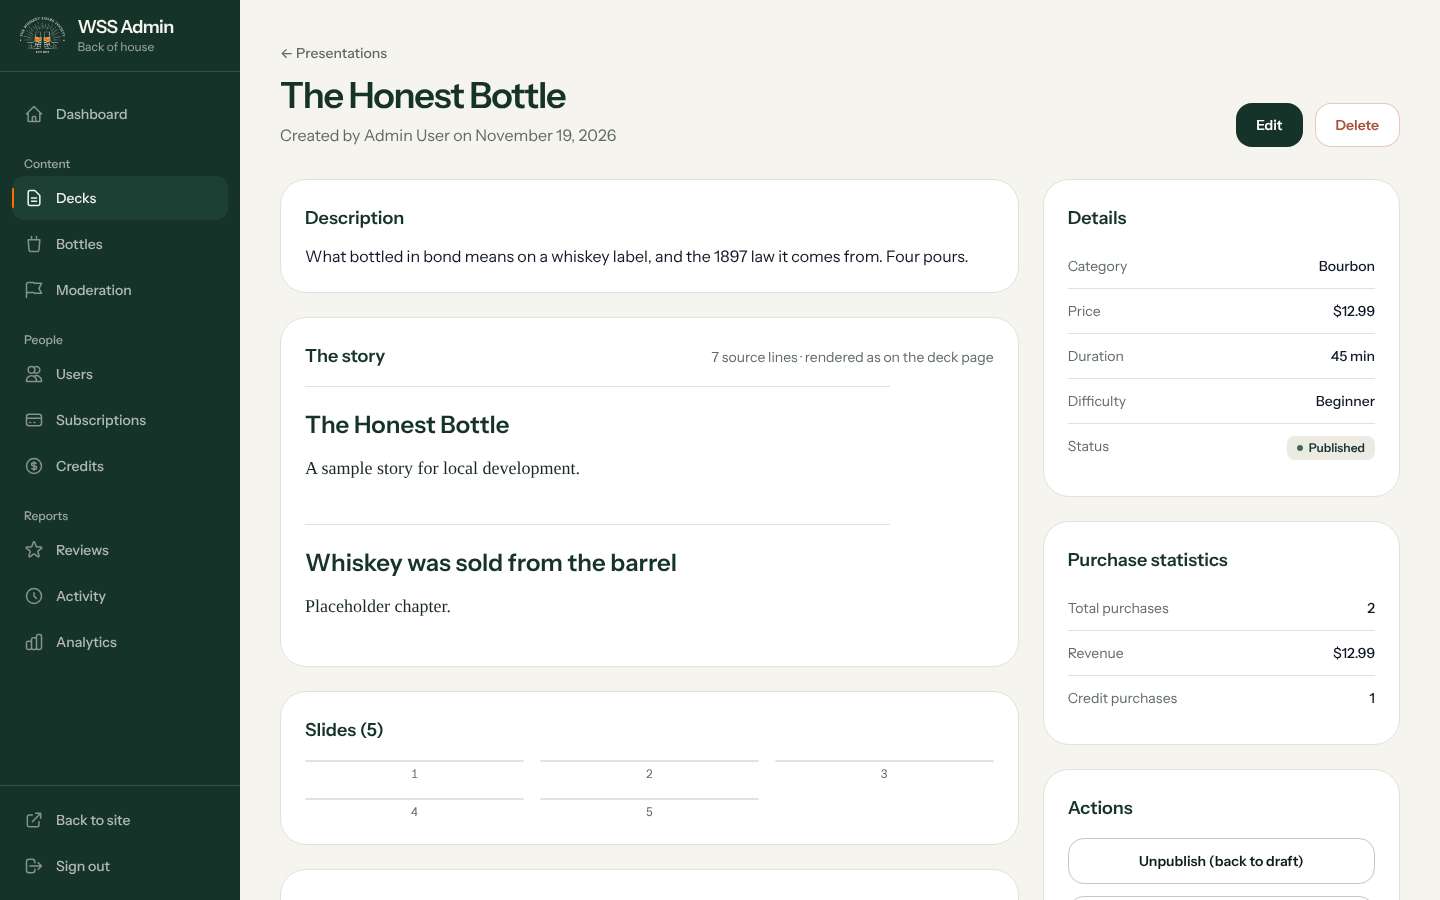 WSS Admin
Back of house
Dashboard
Content
Decks
Bottles
Moderation
People
Users
Subscriptions
Credits
Reports
Reviews
Activity
Analytics
Back to site
Sign out
← Presentations
The Honest Bottle
Created by Admin User on November 19, 2026
Edit
Delete
Description
What bottled in bond means on a whiskey label, and the 1897 law it comes from. Four pours.
The story
7 source lines · rendered as on the deck page
The Honest Bottle
A sample story for local development.
Whiskey was sold from the barrel
Placeholder chapter.
Slides (5)
1
2
3
4
5
Details
Category Bourbon
Price $12.99
Duration 45 min
Difficulty Beginner
Status Published
Purchase statistics
Total purchases 2
Revenue $12.99
Credit purchases 1
Actions
Unpublish (back to draft)